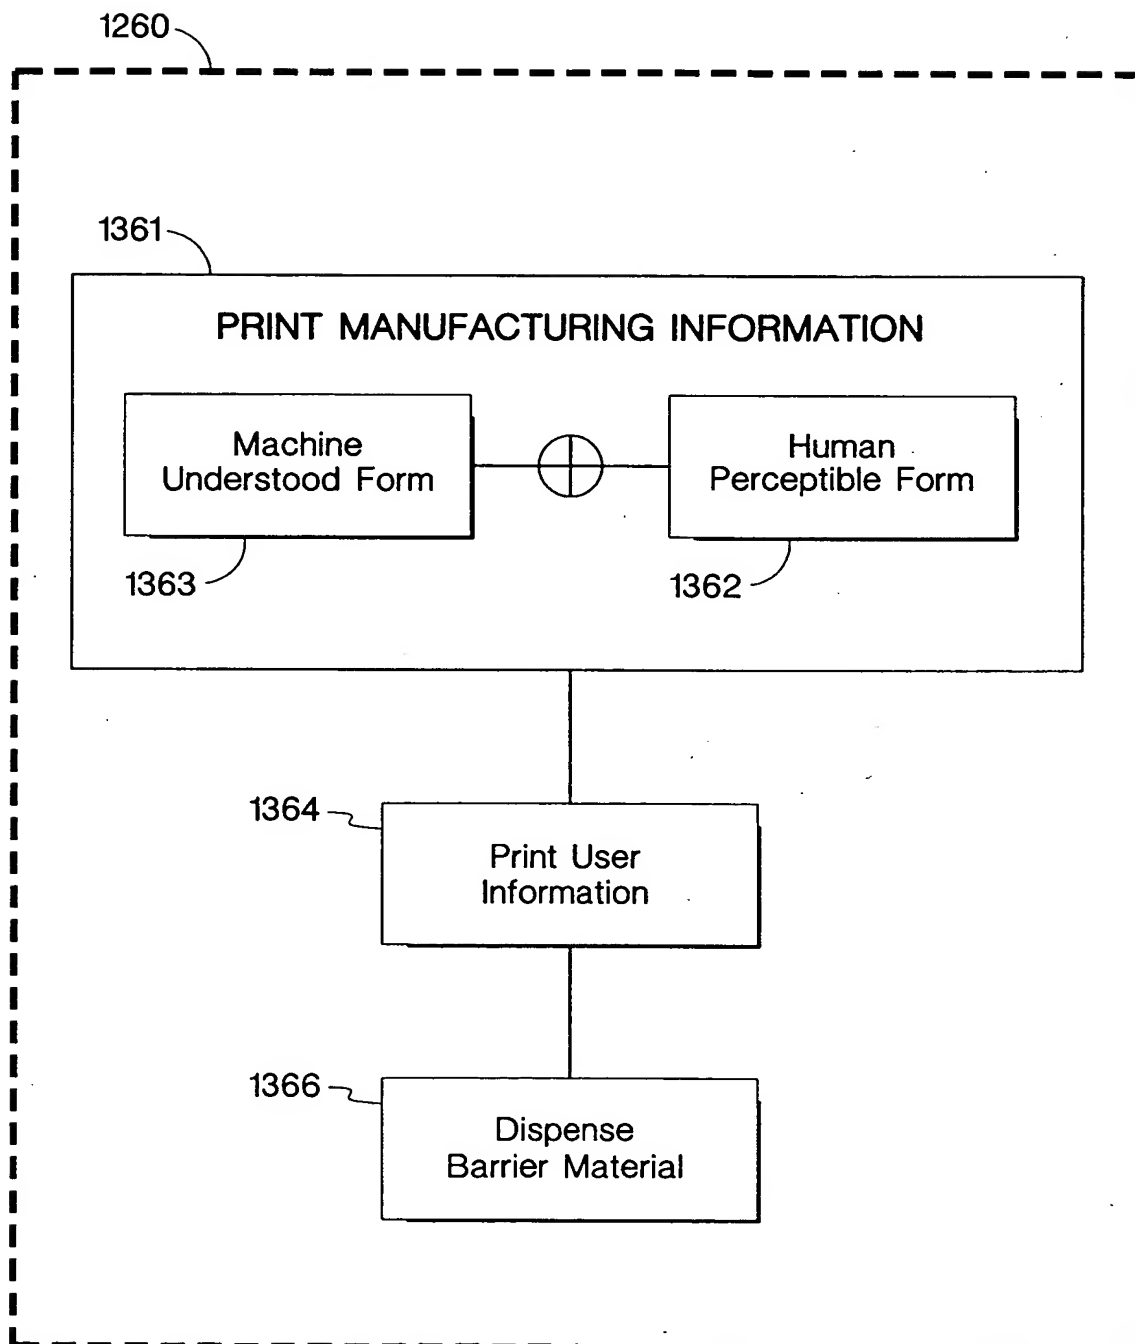 1260
1361
PRINT MANUFACTURING INFORMATION
Machine
Understood Form
Human
Perceptible Form
1363
1362
1364
Print User
Information
1366
Dispense
Barrier Material